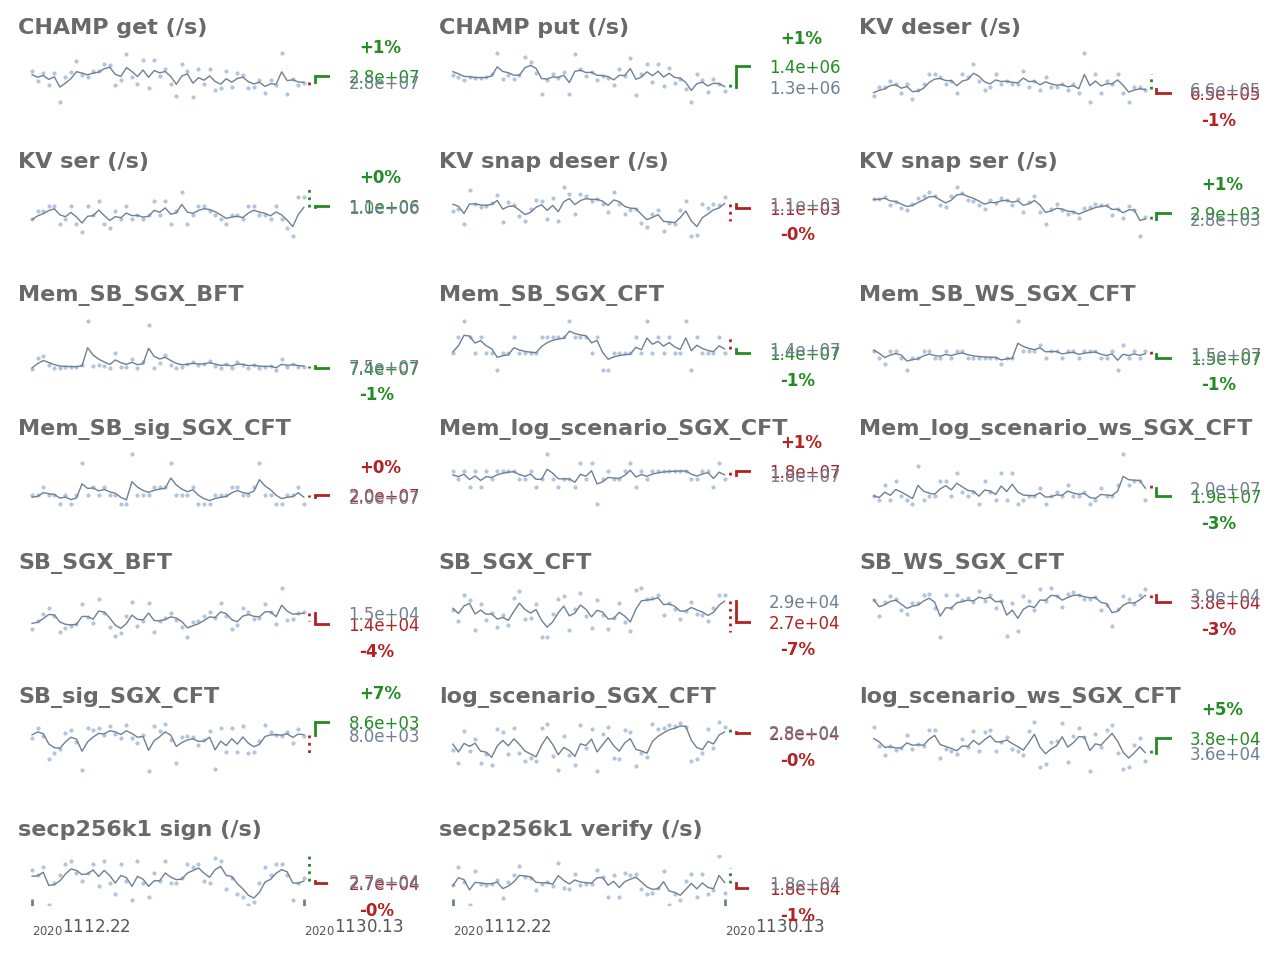 CHAMP get (/s)
+1%
2.8e+07
2.8e+07
CHAMP put (/s)
+1%
1.4e+06
1.3e+06
KV deser (/s)
6.6e+05
6.5e+05
-1%
KV ser (/s)
+0%
1.1e+06
1.0e+06
KV snap deser (/s)
1.1e+03
1.1e+03
-0%
KV snap ser (/s)
+1%
2.9e+03
2.8e+03
Mem_SB_SGX_BFT
7.5e+07
7.4e+07
-1%
Mem_SB_SGX_CFT
1.4e+07
1.4e+07
-1%
Mem_SB_WS_SGX_CFT
1.5e+07
1.5e+07
-1%
Mem_SB_sig_SGX_CFT
+0%
2.0e+07
2.0e+07
Mem_log_scenario_SGX_CFT
+1%
1.8e+07
1.8e+07
Mem_log_scenario_ws_SGX_CFT
2.0e+07
1.9e+07
-3%
SB_SGX_BFT
1.5e+04
1.4e+04
-4%
SB_SGX_CFT
2.9e+04
2.7e+04
-7%
SB_WS_SGX_CFT
3.9e+04
3.8e+04
-3%
SB_sig_SGX_CFT
+7%
8.6e+03
8.0e+03
log_scenario_SGX_CFT
2.8e+04
2.8e+04
-0%
log_scenario_ws_SGX_CFT
+5%
3.8e+04
3.6e+04
secp256k1 sign (/s)
2.7e+04
2.7e+04
-0%
2020 1112.22
2020 1130.13
secp256k1 verify (/s)
1.8e+04
1.8e+04
-1%
2020 1112.22
2020 1130.13